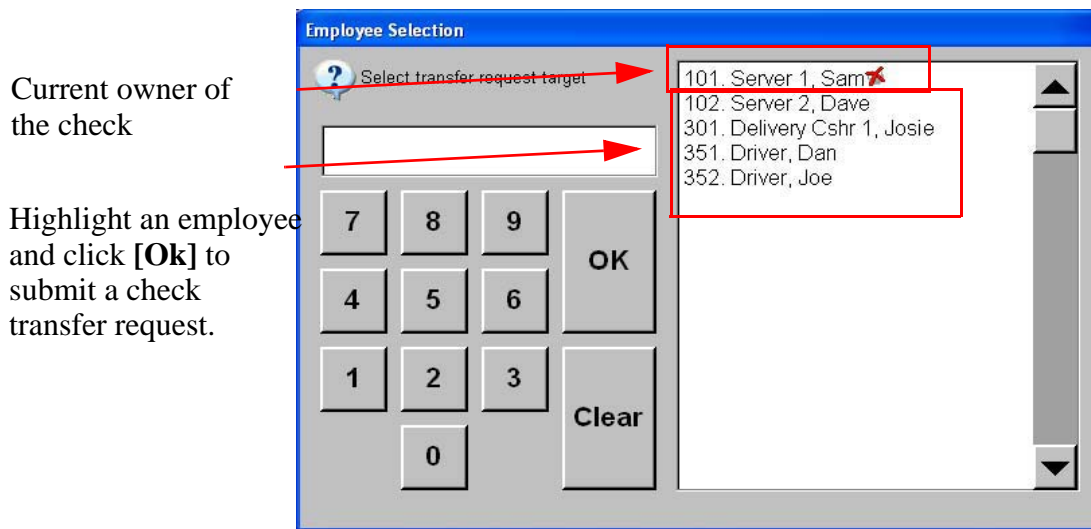 Employee Selection
Select transfer request target
Current owner of
the check
101. Server 1, Sam
102. Server 2, Dave
301. Delivery Cshr 1, Josie
351. Driver, Dan
352. Driver, Joe
Highlight an employee
and click [Ok] to
submit a check
transfer request.
7 8 9
OK
4 5 6
1 2 3
Clear
0